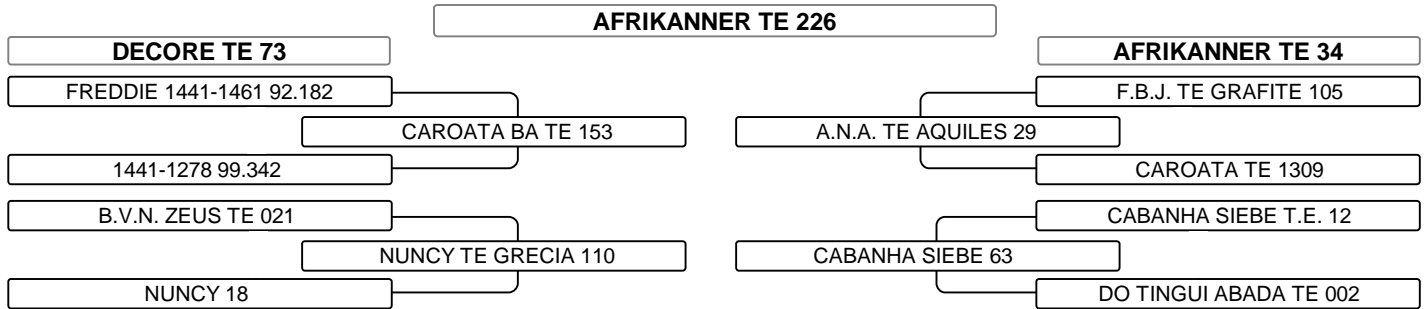 AFRIKANNER TE 226
DECORE TE 73
AFRIKANNER TE 34
FREDDIE 1441-1461 92.182
F.B.J. TE GRAFITE 105
CAROATA BA TE 153
A.N.A. TE AQUILES 29
1441-1278 99.342
CAROATA TE 1309
B.V.N. ZEUS TE 021
CABANHA SIEBE T.E. 12
NUNCY TE GRECIA 110
CABANHA SIEBE 63
NUNCY 18
DO TINGUI ABADA TE 002